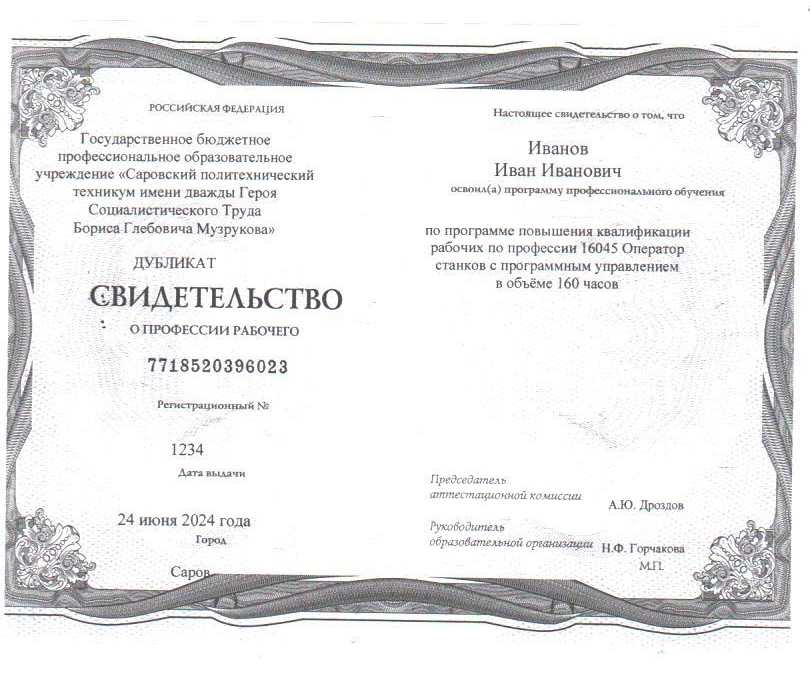 РОССИЙСКАЯ ФЕДЕРАЦИЯ
Государственное бюджетное
профессиональное образовательное
учреждение «Саровский политехнический
техникум имени дважды Героя
Социалистического Труда
Бориса Глебовича Музрукова»
ДУБЛИКАТ
СВИДЕТЕЛЬСТВО
О ПРОФЕССИИ РАБОЧЕГО
7718520396023
Регистрационный №
1234
Дата выдачи
24 июня 2024 года
Город
Саров
Настоящее свидетельство о том, что
Иванов
Иван Иванович
освоил(а) программу профессионального обучения
по программе повышения квалификации
рабочих по профессии 16045 Оператор
станков с программным управлением
в объёме 160 часов
Председатель
аттестационной комиссии
А.Ю. Дроздов
Руководитель
образовательной организации
Н.Ф. Горчакова
М.П.